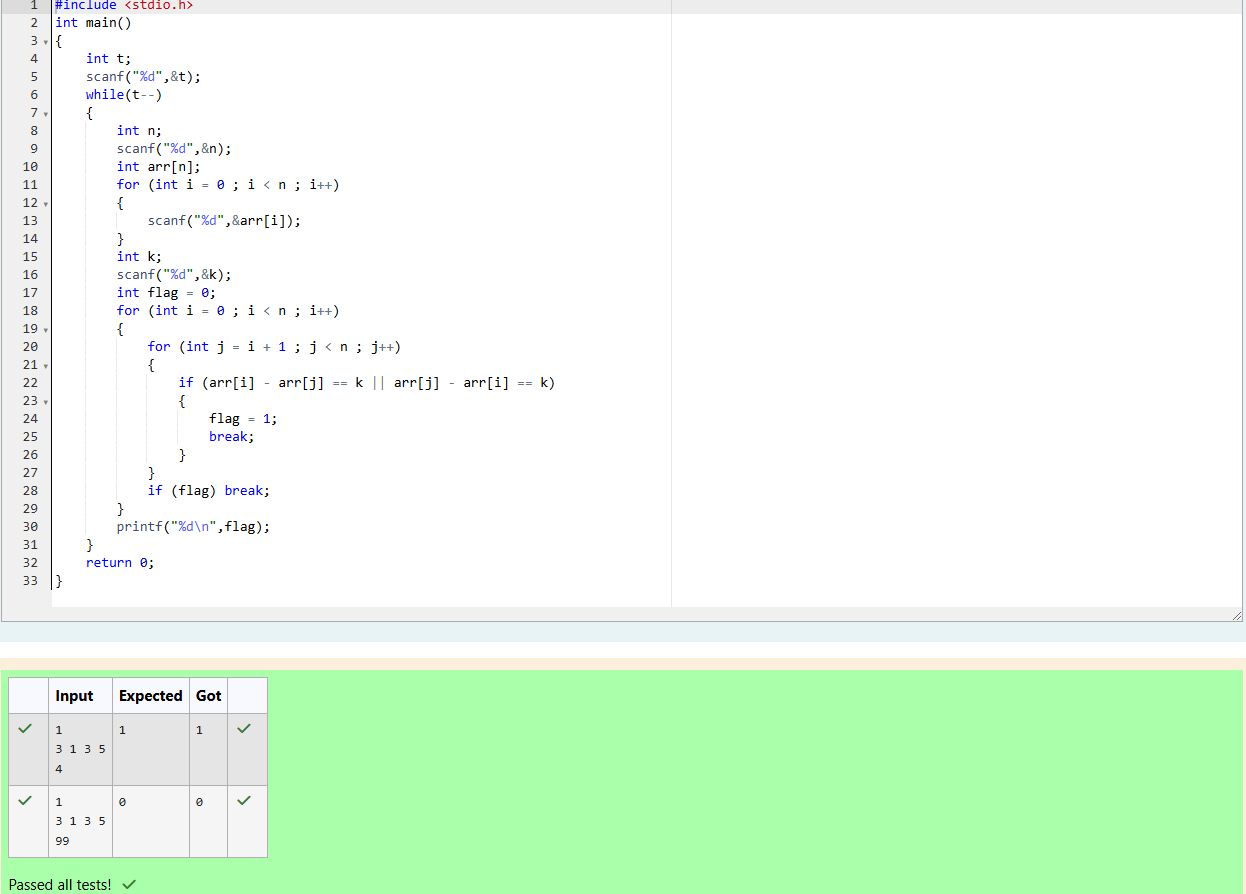 1 #include <stdio.h>
2 int main()
3 {
4 int t;
5 scanf("%d",&t);
6 while(t--)
7 {
8 int n;
9 scanf("%d",&n);
10 int arr[n];
11 for (int i = 0 ; i < n ; i++)
12 {
13 scanf("%d",&arr[i]);
14 }
15 int k;
16 scanf("%d",&k);
17 int flag = 0;
18 for (int i = 0 ; i < n ; i++)
19 {
20 for (int j = i + 1 ; j < n ; j++)
21 {
22 if (arr[i] - arr[j] == k || arr[j] - arr[i] == k)
23 {
24 flag = 1;
25 break;
26 }
27 }
28 if (flag) break;
29 }
30 printf("%d\n",flag);
31 }
32 return 0;
33 }
Input Expected Got
1 1 1
3 1 3 5
4
1 0 0
3 1 3 5
99
Passed all tests!